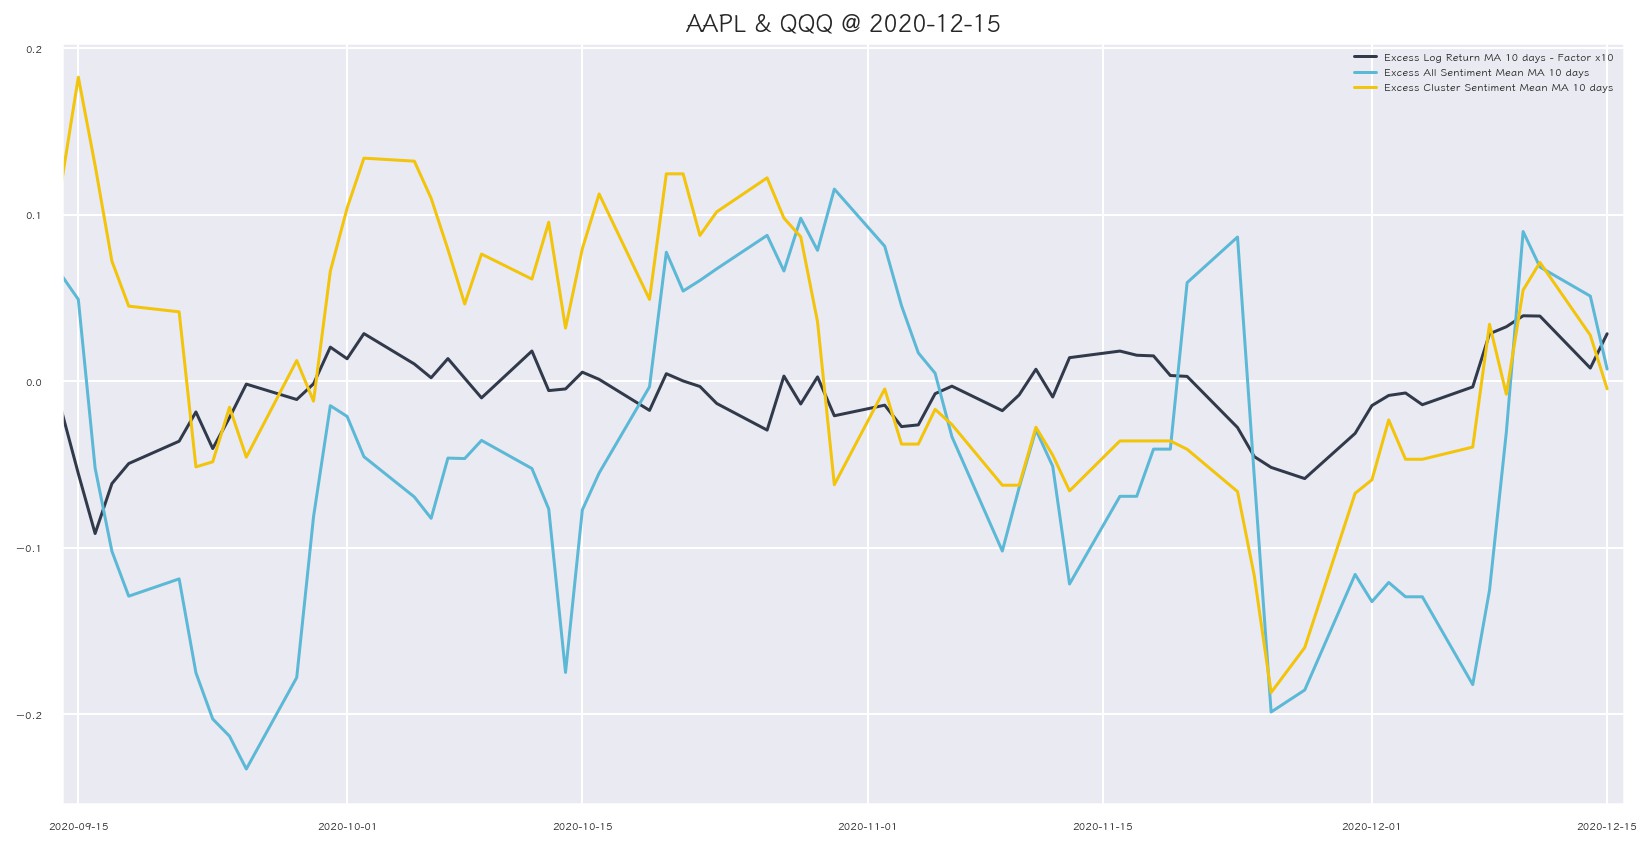 AAPL & QQQ @ 2020-12-15
Excess Log Return MA 10 days - Factor x10
Excess All Sentiment Mean MA 10 days
Excess Cluster Sentiment Mean MA 10 days
0.2
0.1
0.0
−0.1
−0.2
2020-09-15 2020-10-01 2020-10-15 2020-11-01 2020-11-15 2020-12-01 2020-12-15